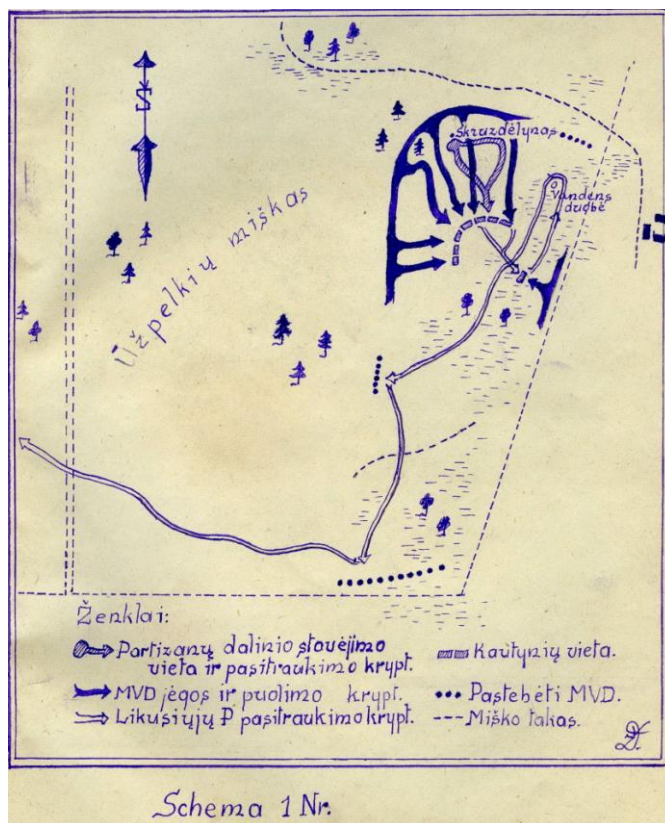 Š
Skruzdėlynas
Vandens
duobė
Užpelkių miškas
Ženklai:
Partizanų dalinio stovėjimo
vieta ir pasitraukimo krypt.
MVD jėgos ir puolimo krypt.
Likusiųjų P pasitraukimo krypt.
Kautynių vieta.
Pastebėti MVD.
Miško takas.
Schema 1 Nr.